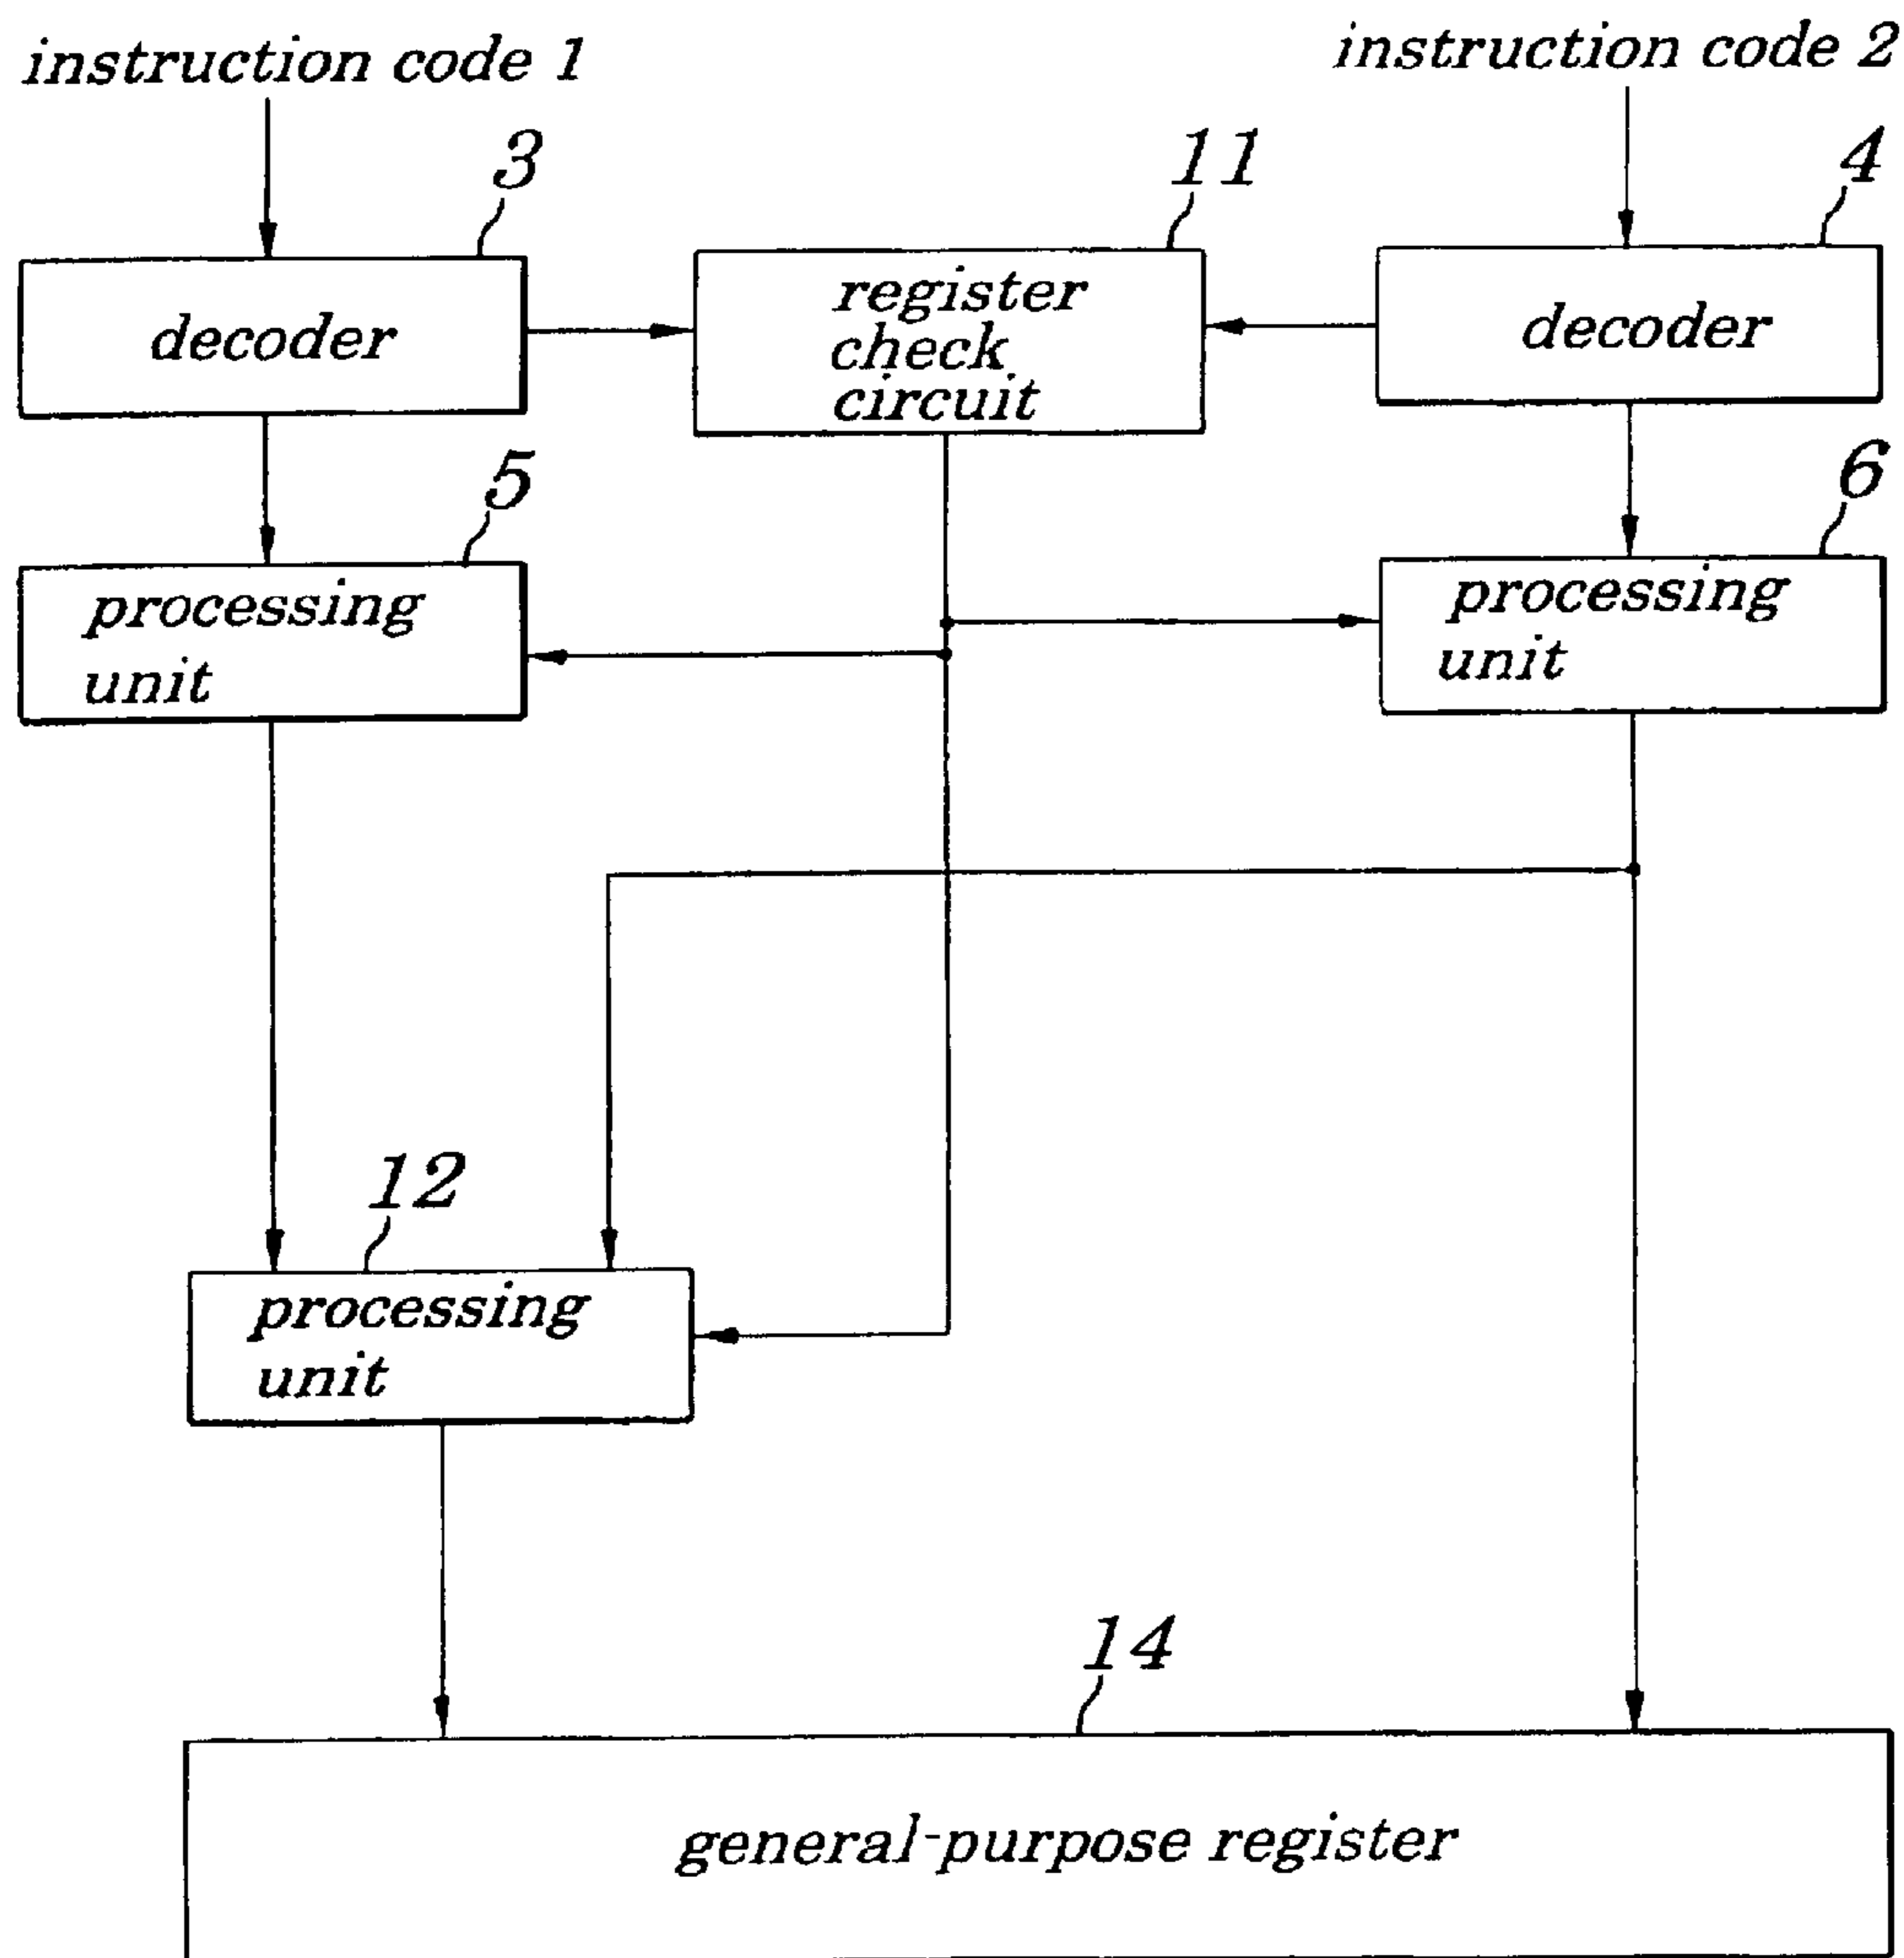 instruction code 1
instruction code 2
3
11
4
decoder
register
check
circuit
decoder
5
6
processing
unit
processing
unit
12
processing
unit
14
general-purpose register